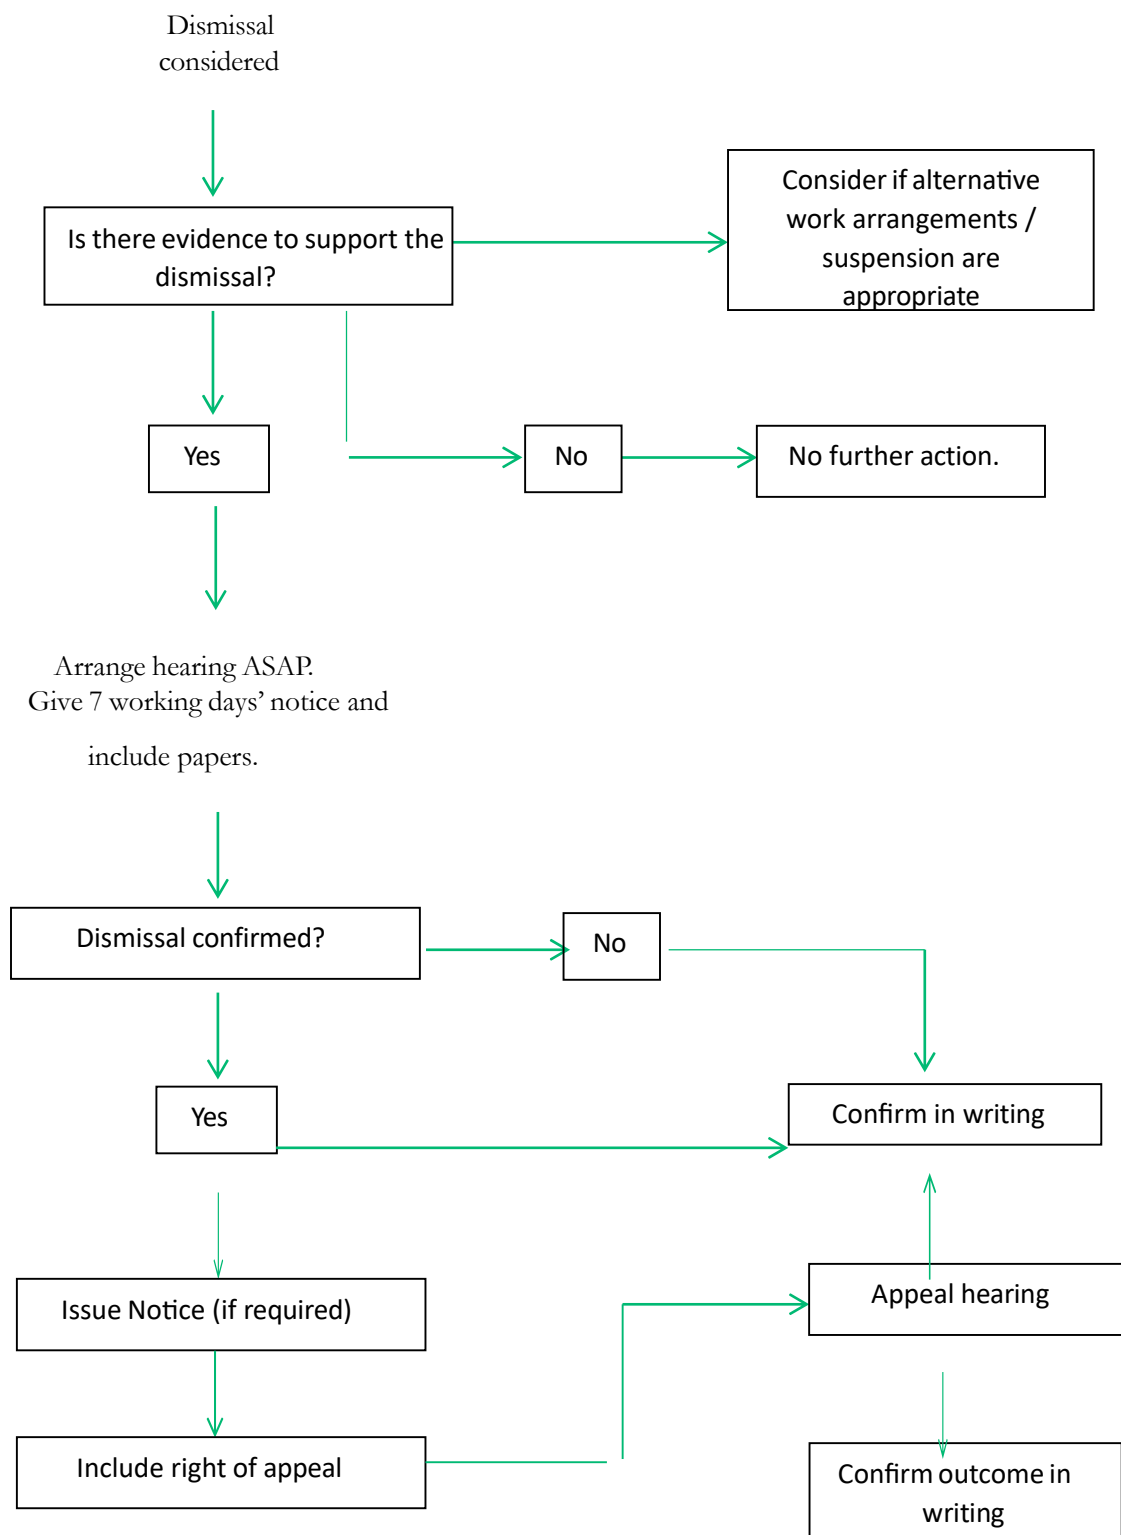 Dismissal
considered
Is there evidence to support the
dismissal?
Consider if alternative
work arrangements /
suspension are
appropriate
Yes
No
No further action.
Arrange hearing ASAP.
Give 7 working days’ notice and
include papers.
Dismissal confirmed?
No
Yes
Confirm in writing
Issue Notice (if required)
Appeal hearing
Include right of appeal
Confirm outcome in
writing